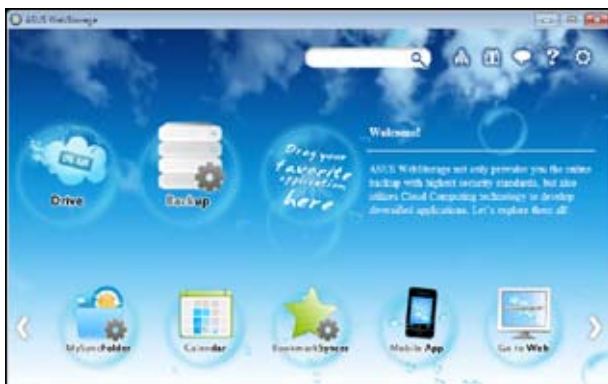 ASUS WebStorage
Welcome!
ASUS WebStorage not only provides you the online
backup with highest security standards, but also
utilizes Cloud Computing technology to develop
diversified applications. Let's explore them all!
Drag your
favorite
application
here
Drive
Backup
MySyncFolder
Calendar
BookmarkSyncer
Mobile App
Go to Web